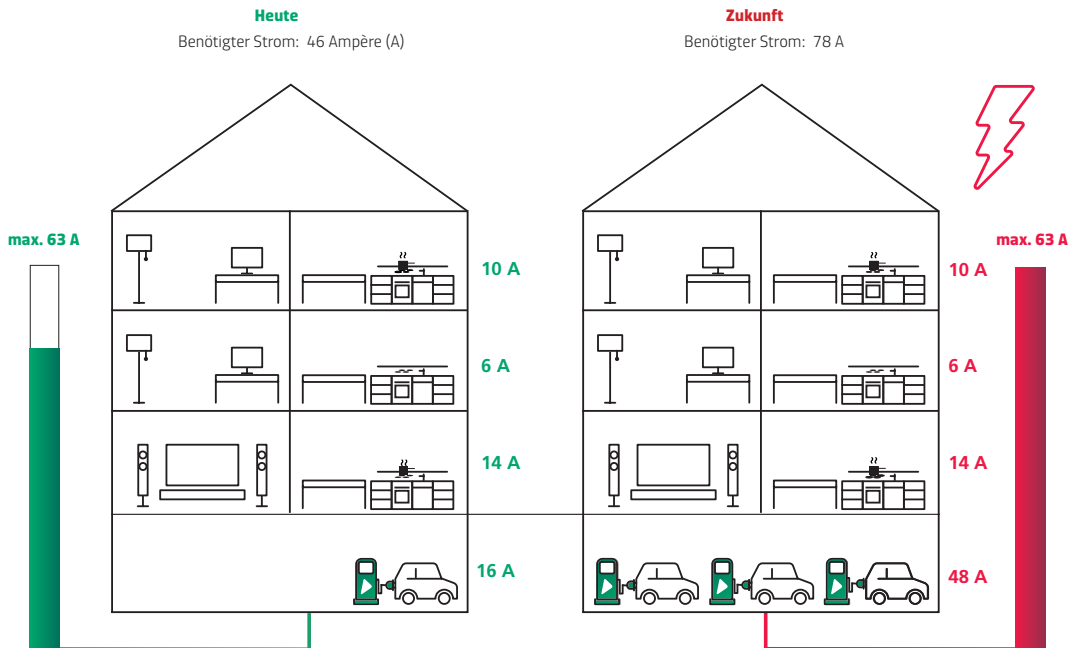 Heute
Benötigter Strom: 46 Ampère (A)
max. 63 A
10 A
6 A
14 A
16 A
Zukunft
Benötigter Strom: 78 A
max. 63 A
10 A
6 A
14 A
48 A